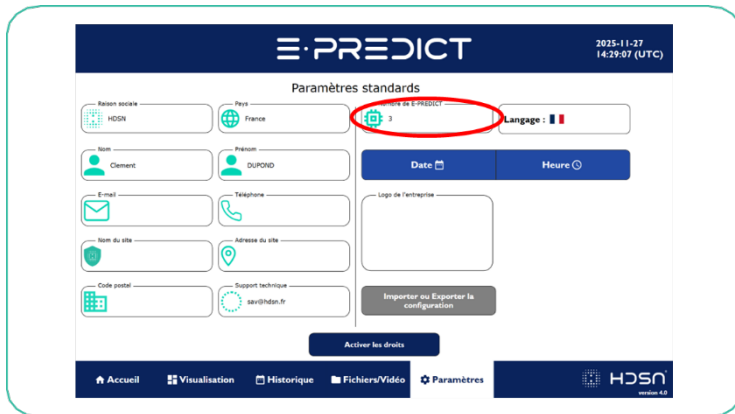 E·PREDICT
2025-11-27
14:29:07 (UTC)
Paramètres standards
Raison sociale
HDSN
Pays
France
Nombre de E-PREDICT
3
Langage :
Nom
Clement
Prénom
DUPOND
Date
Heure
E-mail
Téléphone
Logo de l'entreprise
Nom du site
Adresse du site
Code postal
Support technique
sav@hdsn.fr
Importer ou Exporter la
configuration
Activer les droits
Accueil
Visualisation
Historique
Fichiers/Vidéo
Paramètres
HDSN
version 4.0